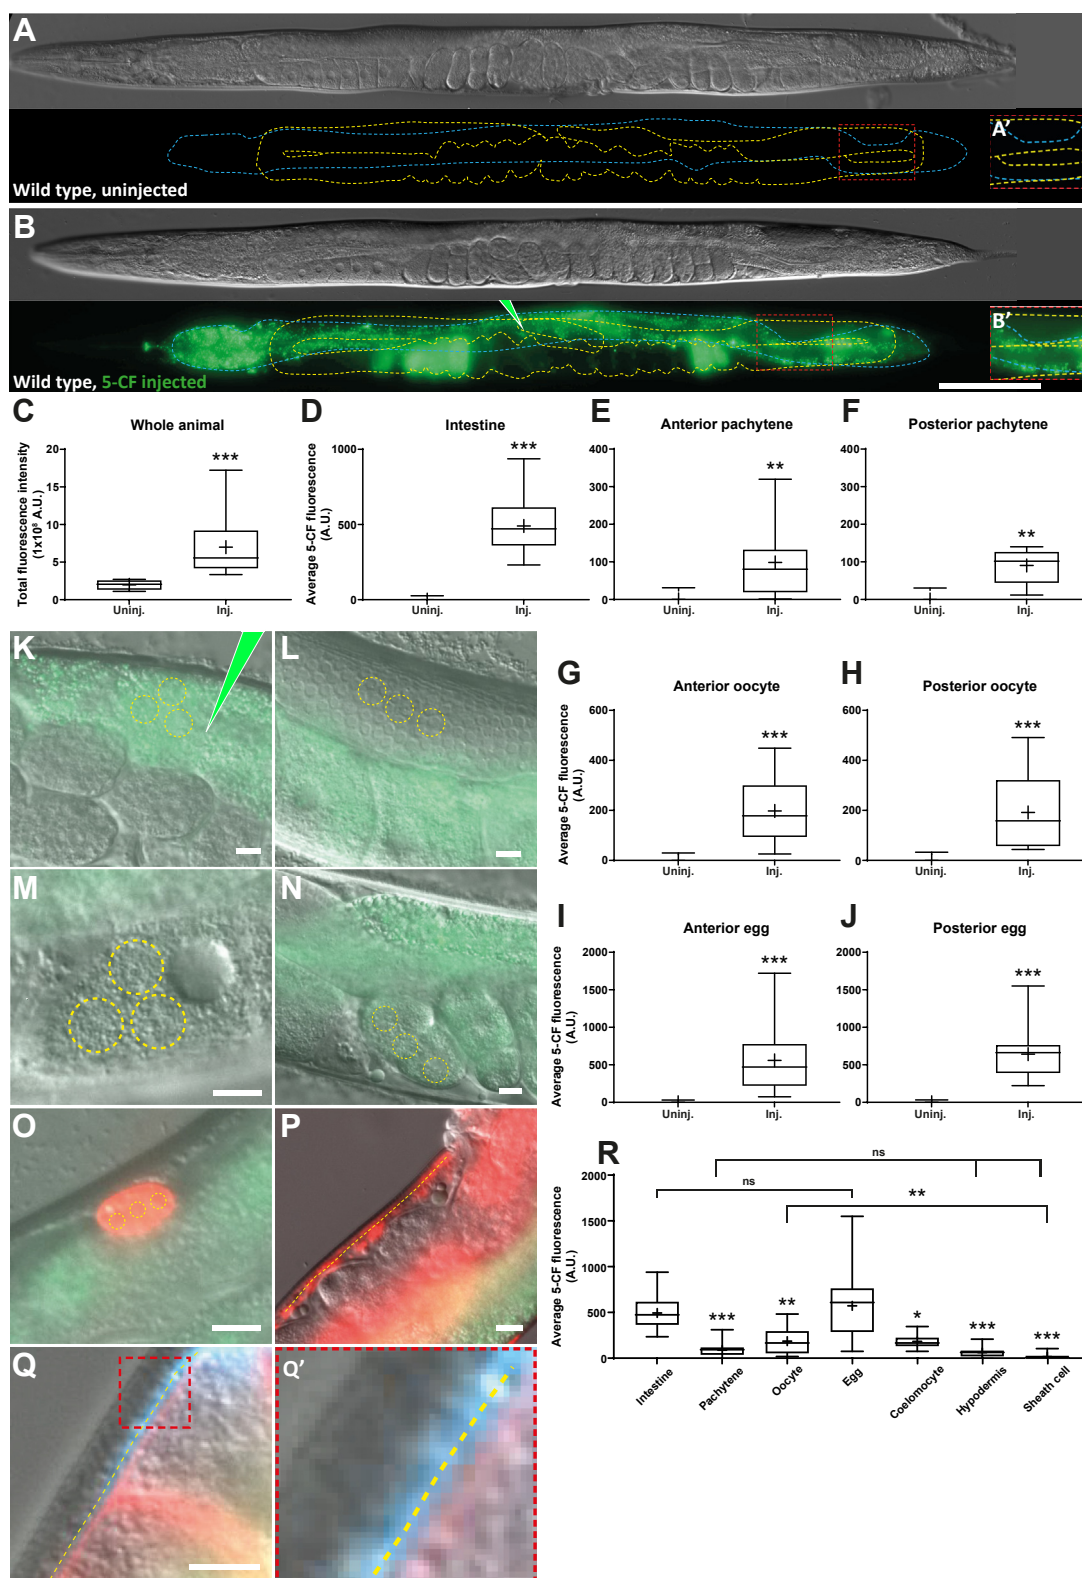 A
A'
Wild type, uninjected
B
B'
Wild type, 5-CF injected
C
Whole animal
Total fluorescence intensity
(1x10⁸ A.U.)
20
15
10
5
0
***
Uninj.
Inj.
D
Intestine
Average 5-CF fluorescence
(A.U.)
1000
500
0
***
Uninj.
Inj.
E
Anterior pachytene
400
300
200
100
0
**
Uninj.
Inj.
F
Posterior pachytene
400
300
200
100
0
**
Uninj.
Inj.
K
L
G
Anterior oocyte
Average 5-CF fluorescence
(A.U.)
600
400
200
0
***
Uninj.
Inj.
H
Posterior oocyte
600
400
200
0
***
Uninj.
Inj.
M
N
I
Anterior egg
Average 5-CF fluorescence
(A.U.)
2000
1500
1000
500
0
***
Uninj.
Inj.
J
Posterior egg
2000
1500
1000
500
0
***
Uninj.
Inj.
O
P
Q
Q'
R
Average 5-CF fluorescence
(A.U.)
2000
1500
1000
500
0
ns
ns
**
***
**
*
***
***
Intestine
Pachytene
Oocyte
Egg
Coelomocyte
Hypodermis
Sheath cell